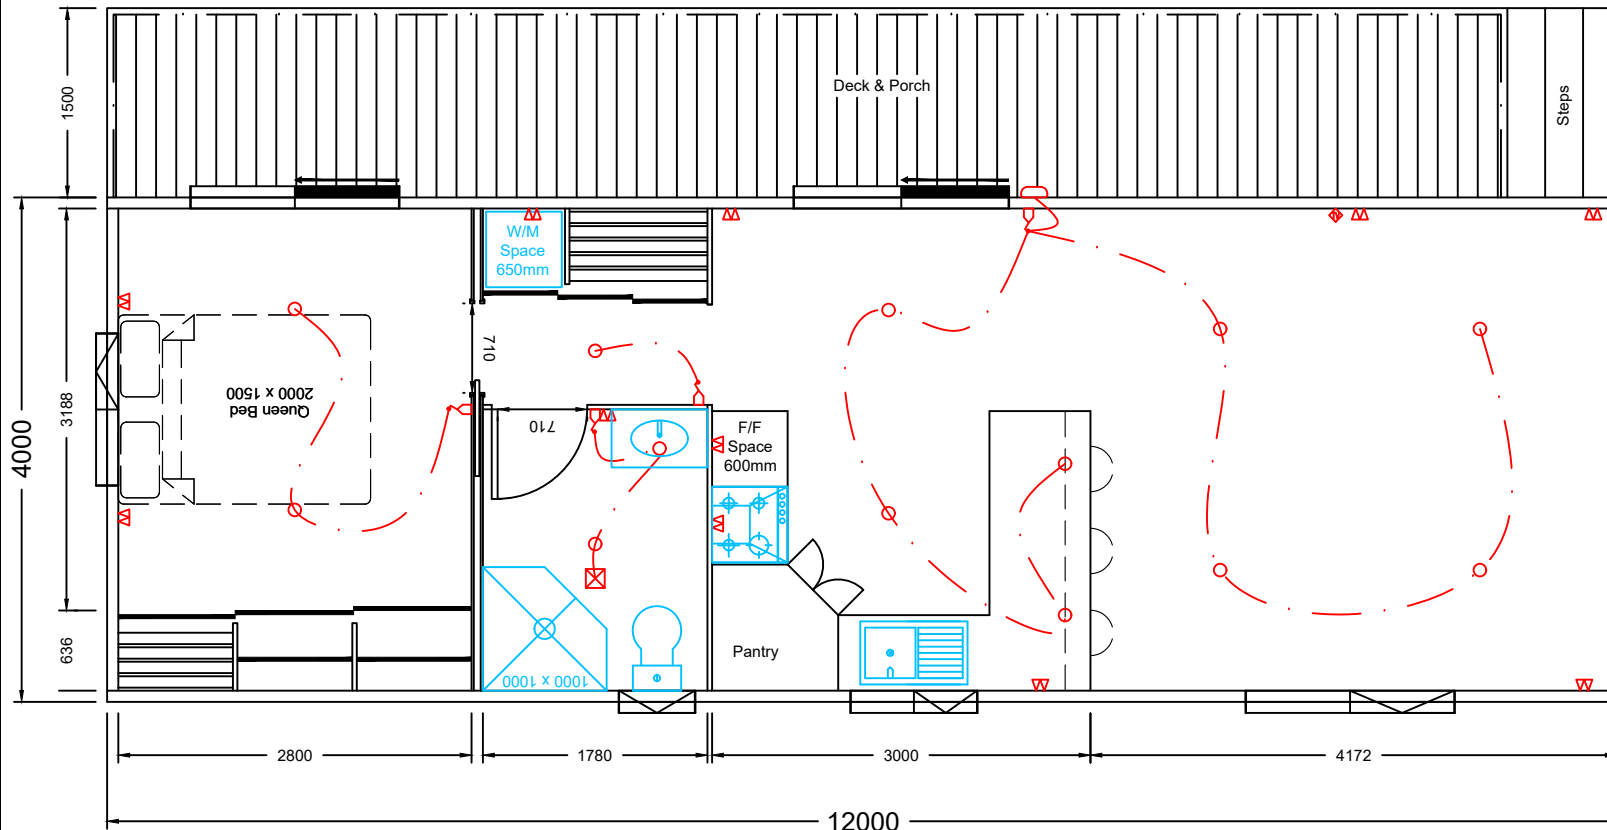 1500
Deck & Porch
Steps
W/M
Space
650mm
710
Queen Bed
2000 x 1500
3188
4000
710
F/F
Space
600mm
636
Pantry
1000 x 1000
2800
1780
3000
4172
12000